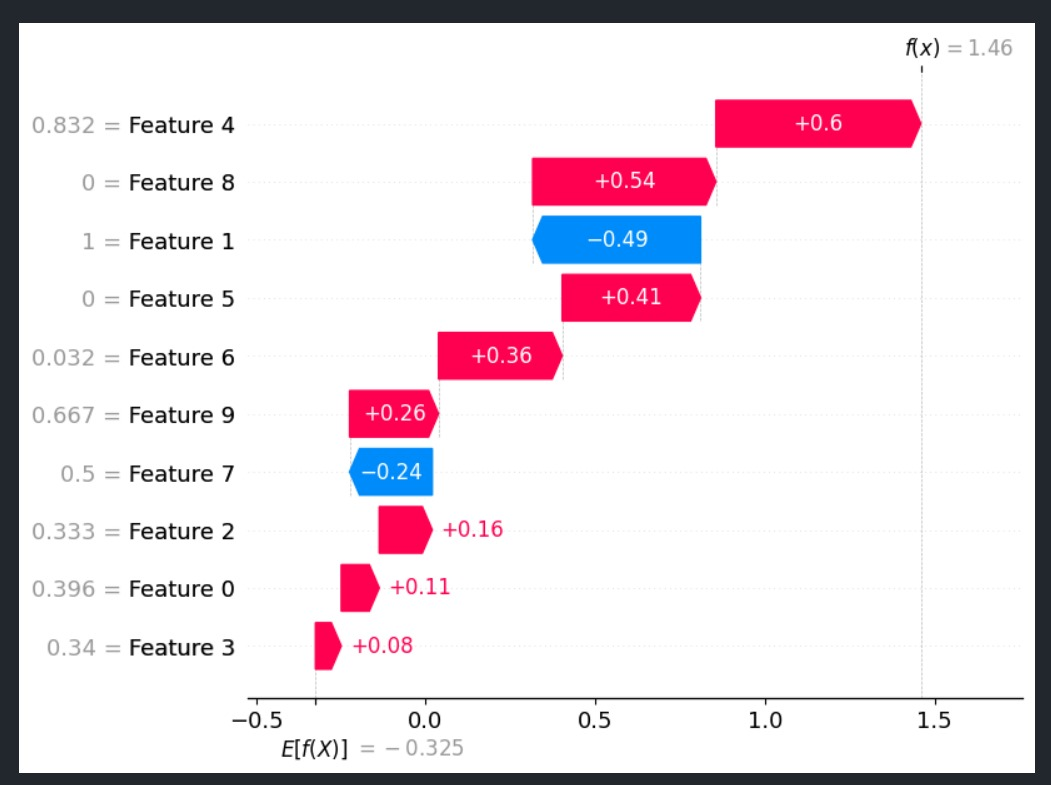 f(x) = 1.46
0.832 = Feature 4 +0.6
0 = Feature 8 +0.54
1 = Feature 1 −0.49
0 = Feature 5 +0.41
0.032 = Feature 6 +0.36
0.667 = Feature 9 +0.26
0.5 = Feature 7 −0.24
0.333 = Feature 2 +0.16
0.396 = Feature 0 +0.11
0.34 = Feature 3 +0.08
−0.5 0.0 0.5 1.0 1.5
E[f(X)] = −0.325